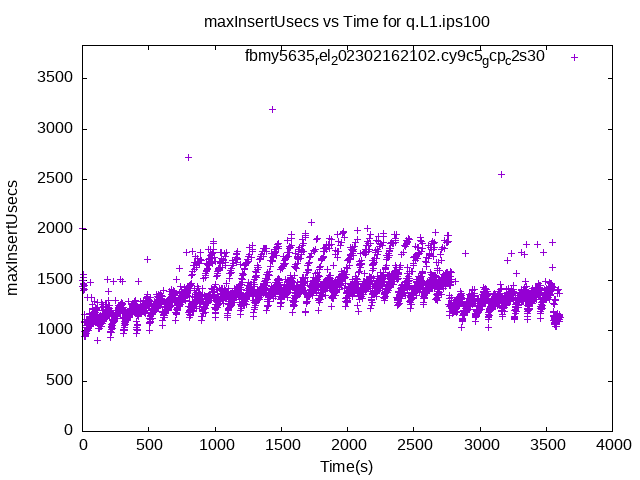 maxInsertUsecs vs Time for q.L1.ips100
fbmy5635rel202302162102.cy9c5gcpc2s30
3500
3000
2500
2000
1500
1000
500
0
maxInsertUsecs
0 500 1000 1500 2000 2500 3000 3500 4000
Time(s)